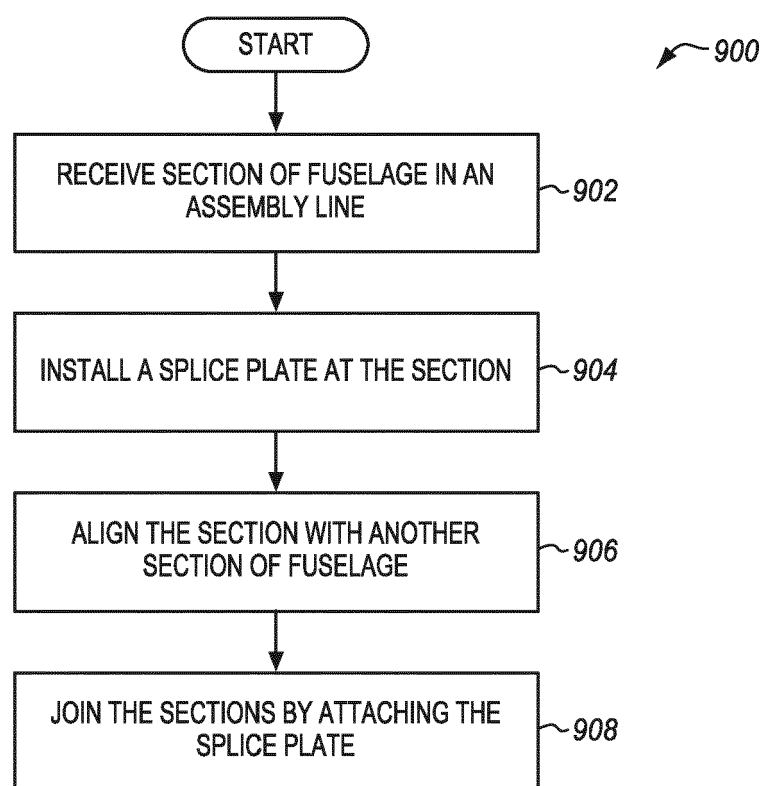 START
900
RECEIVE SECTION OF FUSELAGE IN AN
ASSEMBLY LINE
902
INSTALL A SPLICE PLATE AT THE SECTION
904
ALIGN THE SECTION WITH ANOTHER
SECTION OF FUSELAGE
906
JOIN THE SECTIONS BY ATTACHING THE
SPLICE PLATE
908